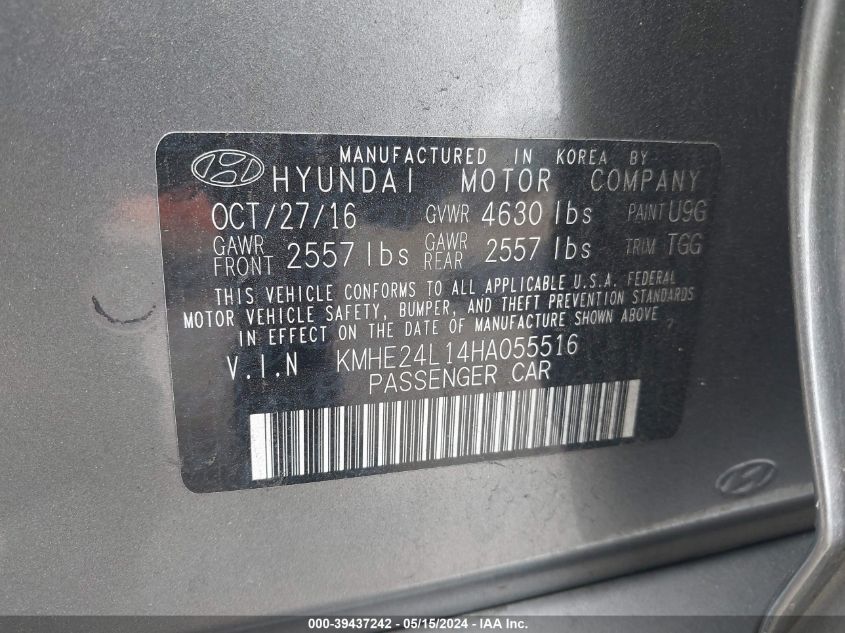 MANUFACTURED IN KOREA BY
HYUNDAI MOTOR COMPANY
OCT/27/16 GVWR 4630 lbs PAINT U9G
GAWR FRONT 2557 lbs GAWR REAR 2557 lbs TRIM TGG
THIS VEHICLE CONFORMS TO ALL APPLICABLE U.S.A. FEDERAL
MOTOR VEHICLE SAFETY, BUMPER, AND THEFT PREVENTION STANDARDS
IN EFFECT ON THE DATE OF MANUFACTURE SHOWN ABOVE
V.I.N KMHE24L14HA055516
PASSENGER CAR
000-39437242 - 05/15/2024 - IAA Inc.